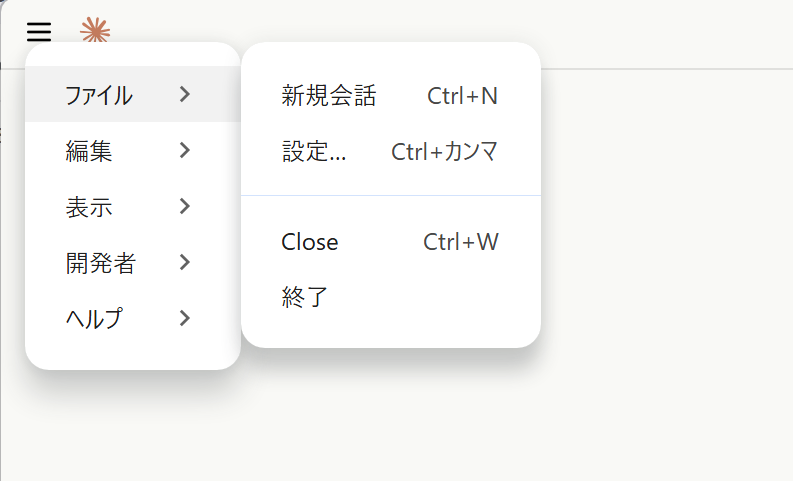 ファイル
編集
表示
開発者
ヘルプ
新規会話 Ctrl+N
設定... Ctrl+カンマ
Close Ctrl+W
終了